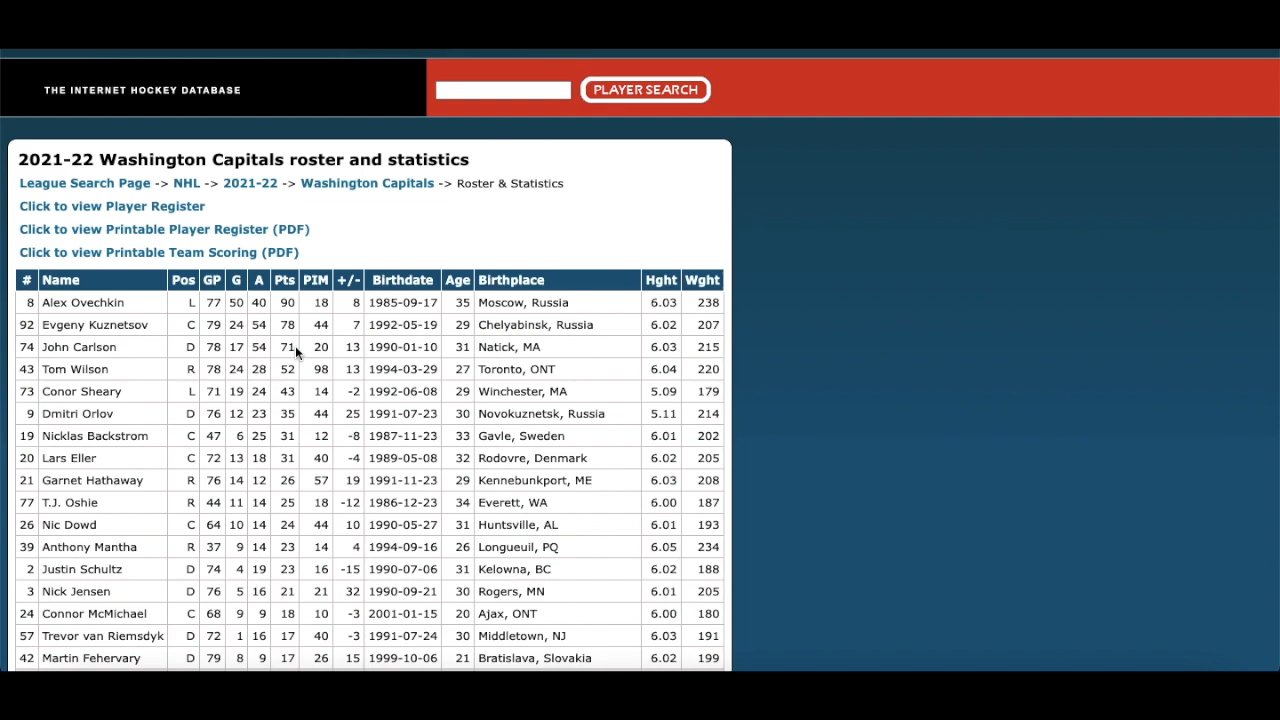 THE INTERNET HOCKEY DATABASE
PLAYER SEARCH
2021-22 Washington Capitals roster and statistics
League Search Page -> NHL -> 2021-22 -> Washington Capitals -> Roster & Statistics
Click to view Player Register
Click to view Printable Player Register (PDF)
Click to view Printable Team Scoring (PDF)
# Name Pos GP G A Pts PIM +/- Birthdate Age Birthplace Hght Wght
8 Alex Ovechkin L 77 50 40 90 18 8 1985-09-17 35 Moscow, Russia 6.03 238
92 Evgeny Kuznetsov C 79 24 54 78 44 7 1992-05-19 29 Chelyabinsk, Russia 6.02 207
74 John Carlson D 78 17 54 71 20 13 1990-01-10 31 Natick, MA 6.03 215
43 Tom Wilson R 78 24 28 52 98 13 1994-03-29 27 Toronto, ONT 6.04 220
73 Conor Sheary L 71 19 24 43 14 -2 1992-06-08 29 Winchester, MA 5.09 179
9 Dmitri Orlov D 76 12 23 35 44 25 1991-07-23 30 Novokuznetsk, Russia 5.11 214
19 Nicklas Backstrom C 47 6 25 31 12 -8 1987-11-23 33 Gavle, Sweden 6.01 202
20 Lars Eller C 72 13 18 31 40 -4 1989-05-08 32 Rodovre, Denmark 6.02 205
21 Garnet Hathaway R 76 14 12 26 57 19 1991-11-23 29 Kennebunkport, ME 6.03 208
77 T.J. Oshie R 44 11 14 25 18 -12 1986-12-23 34 Everett, WA 6.00 187
26 Nic Dowd C 64 10 14 24 44 10 1990-05-27 31 Huntsville, AL 6.01 193
39 Anthony Mantha R 37 9 14 23 14 4 1994-09-16 26 Longueuil, PQ 6.05 234
2 Justin Schultz D 74 4 19 23 16 -15 1990-07-06 31 Kelowna, BC 6.02 188
3 Nick Jensen D 76 5 16 21 21 32 1990-09-21 30 Rogers, MN 6.01 205
24 Connor McMichael C 68 9 9 18 10 -3 2001-01-15 20 Ajax, ONT 6.00 180
57 Trevor van Riemsdyk D 72 1 16 17 40 -3 1991-07-24 30 Middletown, NJ 6.03 191
42 Martin Fehervary D 79 8 9 17 26 15 1999-10-06 21 Bratislava, Slovakia 6.02 199